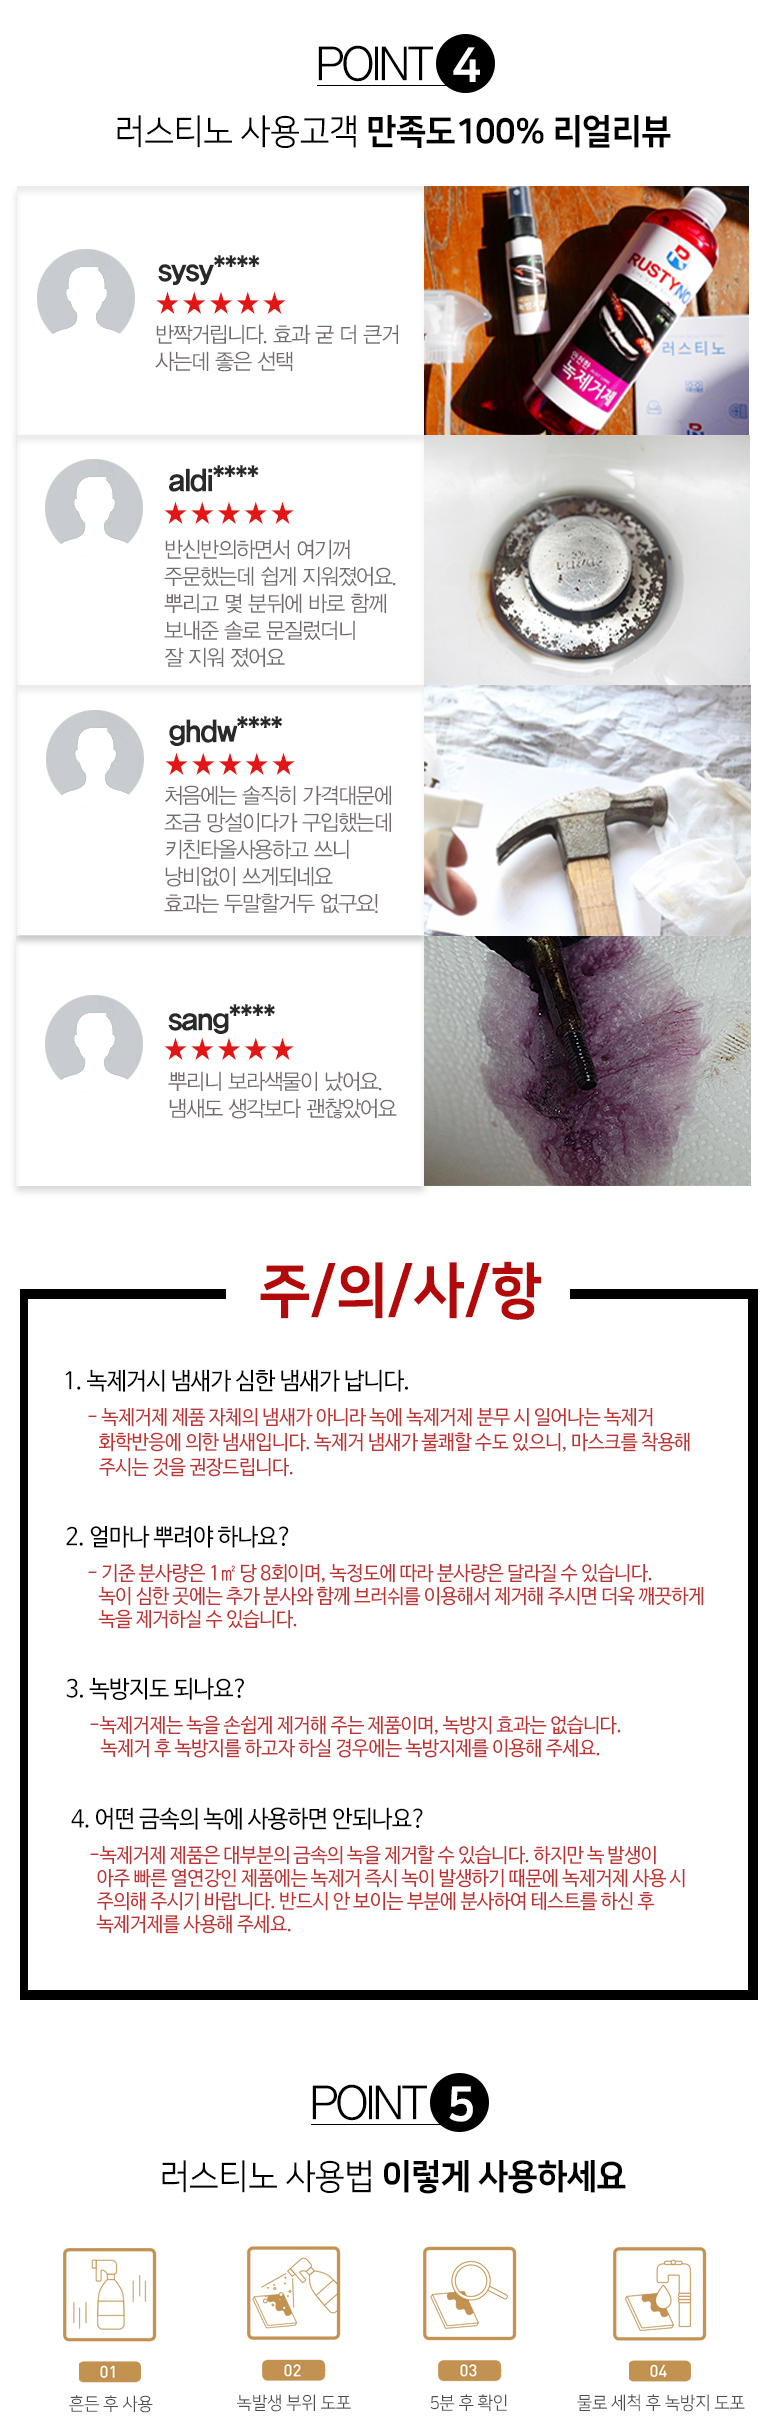 POINT 4
러스티노 사용고객 만족도100% 리얼리뷰
sysy****
★★★★★
반짝거립니다. 효과 굳 더 큰거
사는데 좋은 선택
RUSTYNO
간편한
녹제거제
러스티노
aldi****
★★★★★
반신반의하면서 여기꺼
주문했는데 쉽게 지워졌어요.
뿌리고 몇 분뒤에 바로 함께
보내준 솔로 문질렀더니
잘 지워 졌어요
ghdw****
★★★★★
처음에는 솔직히 가격대문에
조금 망설이다가 구입했는데
키친타올사용하고 쓰니
낭비없이 쓰게되네요
효과는 두말할거두 없구요!
sang****
★★★★★
뿌리니 보라색물이 났어요.
냄새도 생각보다 괜찮았어요
주/의/사/항
1. 녹제거시 냄새가 심한 냄새가 납니다.
- 녹제거제 제품 자체의 냄새가 아니라 녹에 녹제거제 분무 시 일어나는 녹제거
화학반응에 의한 냄새입니다. 녹제거 냄새가 불쾌할 수도 있으니, 마스크를 착용해
주시는 것을 권장드립니다.
2. 얼마나 뿌려야 하나요?
- 기준 분사량은 1㎡ 당 8회이며, 녹정도에 따라 분사량은 달라질 수 있습니다.
녹이 심한 곳에는 추가 분사와 함께 브러쉬를 이용해서 제거해 주시면 더욱 깨끗하게
녹을 제거하실 수 있습니다.
3. 녹방지도 되나요?
-녹제거제는 녹을 손쉽게 제거해 주는 제품이며, 녹방지 효과는 없습니다.
녹제거 후 녹방지를 하고자 하실 경우에는 녹방지제를 이용해 주세요.
4. 어떤 금속의 녹에 사용하면 안되나요?
-녹제거제 제품은 대부분의 금속의 녹을 제거할 수 있습니다. 하지만 녹 발생이
아주 빠른 열연강인 제품에는 녹제거 즉시 녹이 발생하기 때문에 녹제거제 사용 시
주의해 주시기 바랍니다. 반드시 안 보이는 부분에 분사하여 테스트를 하신 후
녹제거제를 사용해 주세요.
POINT 5
러스티노 사용법 이렇게 사용하세요
01
02
03
04
흔든 후 사용
녹발생 부위 도포
5분 후 확인
물로 세척 후 녹방지 도포